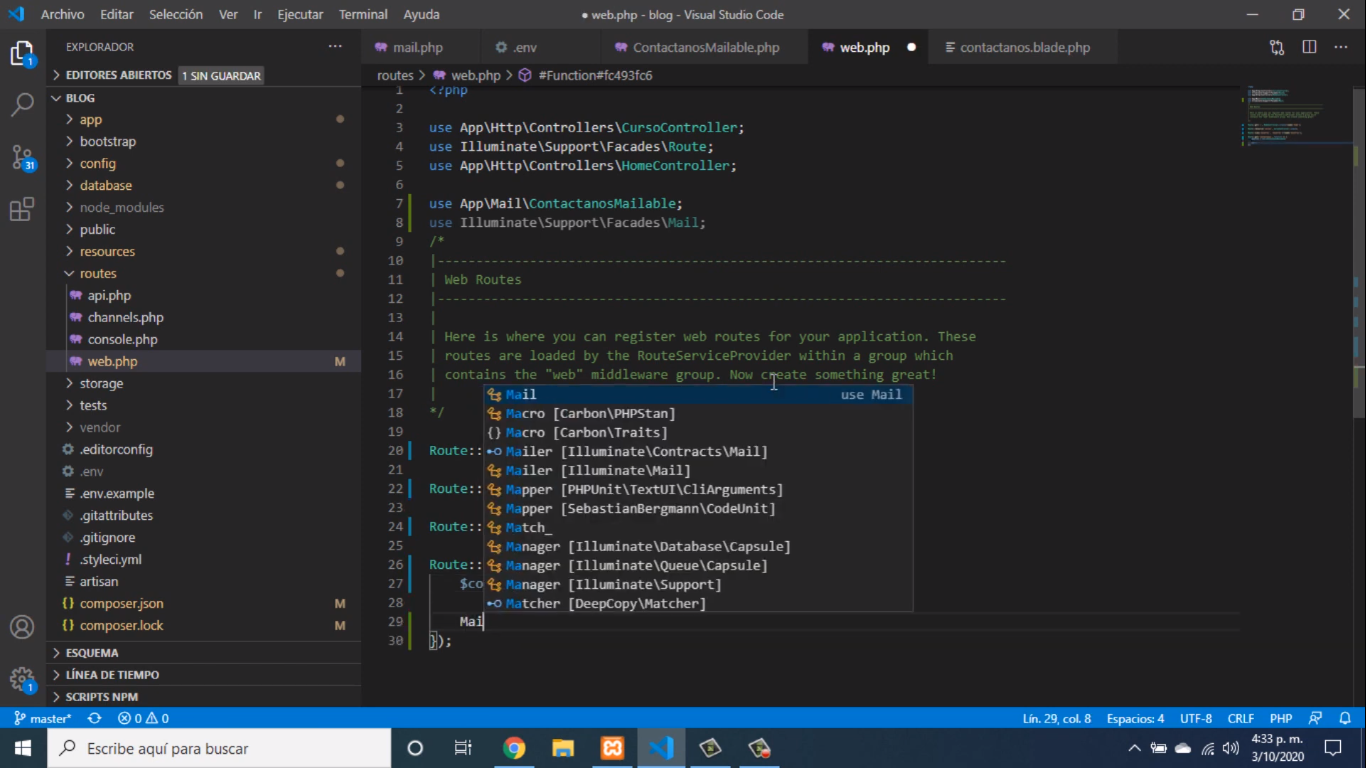 Archivo Editar Selección Ver Ir Ejecutar Terminal Ayuda
● web.php - blog - Visual Studio Code
EXPLORADOR
mail.php
.env
ContactanosMailable.php
web.php
contactanos.blade.php
EDITORES ABIERTOS 1 SIN GUARDAR
BLOG
app
bootstrap
config
database
node_modules
public
resources
routes
api.php
channels.php
console.php
web.php M
storage
tests
vendor
.editorconfig
.env
.env.example
.gitattributes
.gitignore
.styleci.yml
artisan
composer.json M
composer.lock M
ESQUEMA
LÍNEA DE TIEMPO
SCRIPTS NPM
1
31
1
routes > web.php > #Function#fc493fc6
1 <?php
2
3 use App\Http\Controllers\CursoController;
4 use Illuminate\Support\Facades\Route;
5 use App\Http\Controllers\HomeController;
6
7 use App\Mail\ContactanosMailable;
8 use Illuminate\Support\Facades\Mail;
9 /*
10 |--------------------------------------------------------------------------
11 | Web Routes
12 |--------------------------------------------------------------------------
13 |
14 | Here is where you can register web routes for your application. These
15 | routes are loaded by the RouteServiceProvider within a group which
16 | contains the "web" middleware group. Now create something great!
17 |
18 */
19
20 Route::
21
22 Route::
23
24 Route::
25
26 Route::
27 $co
28
29 Mai
30 });
Mail use Mail
Macro [Carbon\PHPStan]
{} Macro [Carbon\Traits]
Mailer [Illuminate\Contracts\Mail]
Mailer [Illuminate\Mail]
Mapper [PHPUnit\TextUI\CliArguments]
Mapper [SebastianBergmann\CodeUnit]
Match_
Manager [Illuminate\Database\Capsule]
Manager [Illuminate\Queue\Capsule]
Manager [Illuminate\Support]
Matcher [DeepCopy\Matcher]
master* 0 0
Lín. 29, col. 8 Espacios: 4 UTF-8 CRLF PHP
Escribe aquí para buscar
4:33 p. m.
3/10/2020